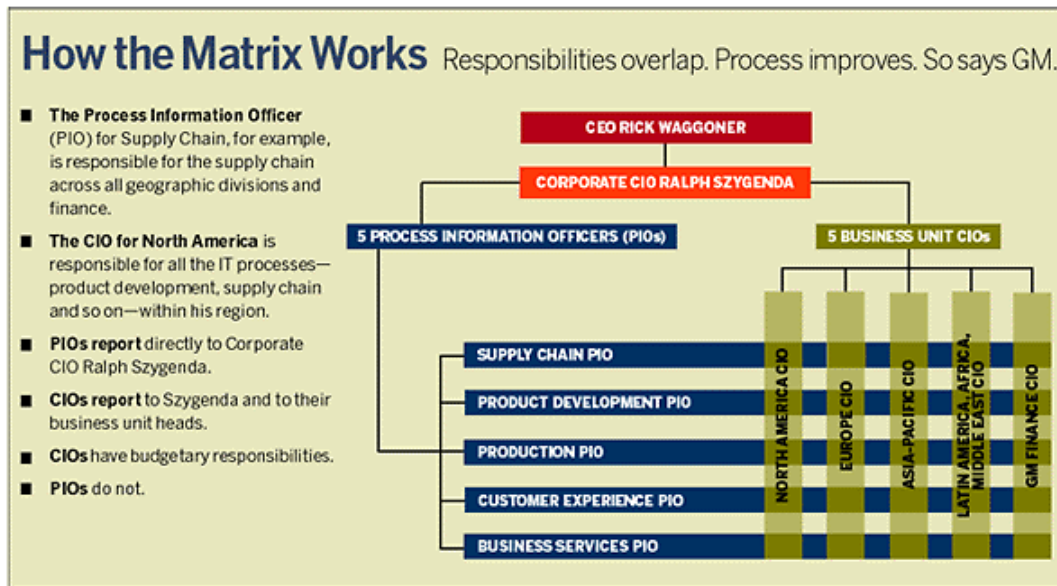 How the Matrix Works Responsibilities overlap. Process improves. So says GM.
■ The Process Information Officer
(PIO) for Supply Chain, for example,
is responsible for the supply chain
across all geographic divisions and
finance.
■ The CIO for North America is
responsible for all the IT processes—
product development, supply chain
and so on—within his region.
■ PIOs report directly to Corporate
CIO Ralph Szygenda.
■ CIOs report to Szygenda and to their
business unit heads.
■ CIOs have budgetary responsibilities.
■ PIOs do not.
CEO RICK WAGGONER
CORPORATE CIO RALPH SZYGENDA
5 PROCESS INFORMATION OFFICERS (PIOs)
5 BUSINESS UNIT CIOs
SUPPLY CHAIN PIO
PRODUCT DEVELOPMENT PIO
PRODUCTION PIO
CUSTOMER EXPERIENCE PIO
BUSINESS SERVICES PIO
NORTH AMERICA CIO
EUROPE CIO
ASIA-PACIFIC CIO
LATIN AMERICA, AFRICA,
MIDDLE EAST CIO
GM FINANCE CIO